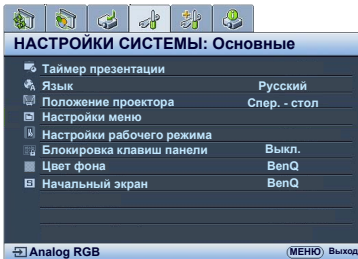 НАСТРОЙКИ СИСТЕМЫ: Основные
Таймер презентации
Язык Русский
Положение проектора Спер. - стол
Настройки меню
Настройки рабочего режима
Блокировка клавиш панели Выкл.
Цвет фона BenQ
Начальный экран BenQ
Analog RGB МЕНЮ Выход